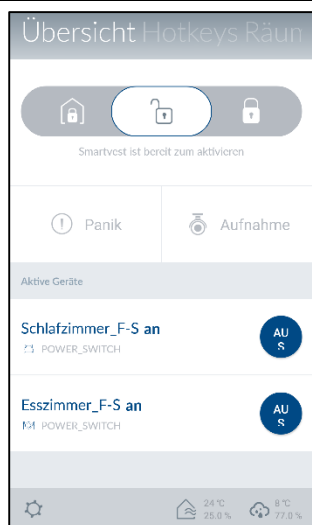 Übersicht Hotkeys Räun
Smartvest ist bereit zum aktivieren
Panik
Aufnahme
Aktive Geräte
Schlafzimmer_F-S an
POWER_SWITCH
AU
S
Esszimmer_F-S an
POWER_SWITCH
AU
S
24 °C
25.0 %
8 °C
77.0 %